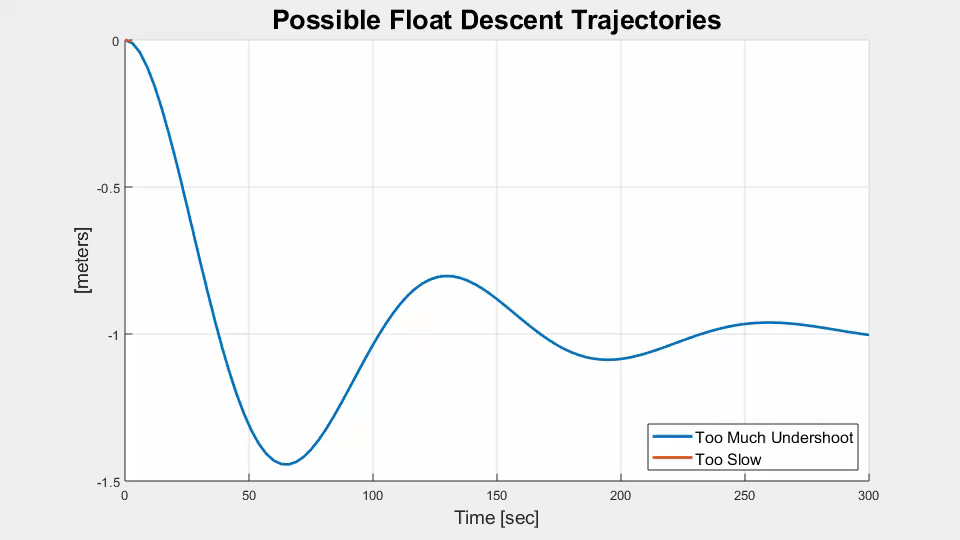 Possible Float Descent Trajectories
0
-0.5
-1
-1.5
[meters]
0 50 100 150 200 250 300
Time [sec]
Too Much Undershoot
Too Slow